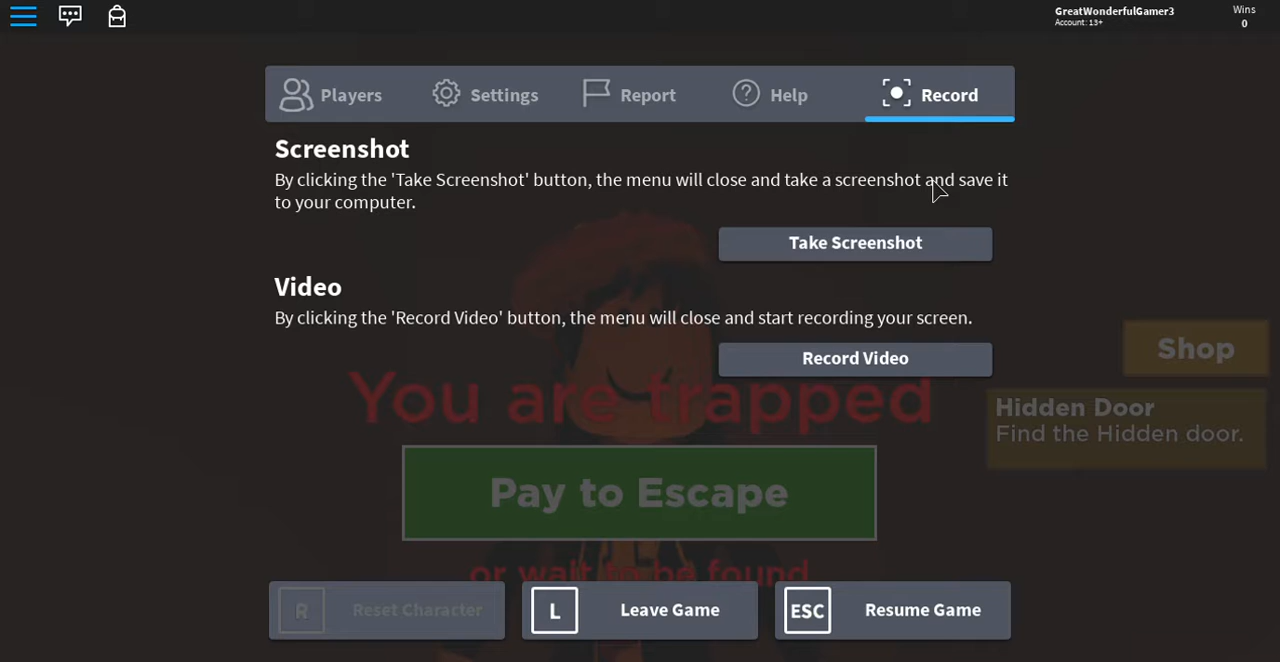 GreatWonderfulGamer3
Account: 13+
Wins
0
Players
Settings
Report
Help
Record
Screenshot
By clicking the 'Take Screenshot' button, the menu will close and take a screenshot and save it
to your computer.
Take Screenshot
Video
By clicking the 'Record Video' button, the menu will close and start recording your screen.
Record Video
Shop
You are trapped
Hidden Door
Find the Hidden door.
Pay to Escape
or wait to be found
R Reset Character
L Leave Game
ESC Resume Game